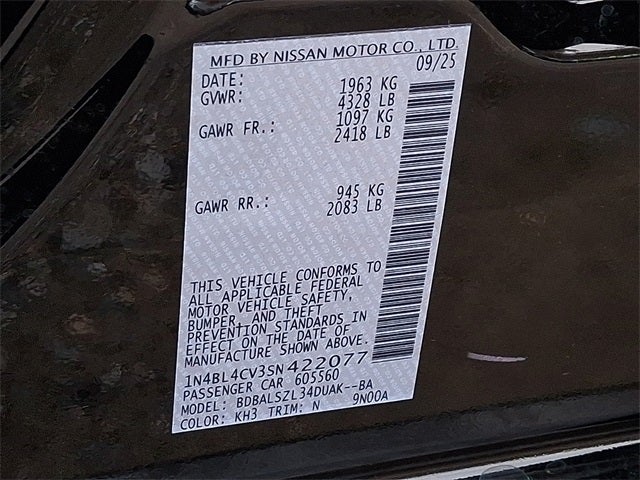 MFD BY NISSAN MOTOR CO., LTD.
DATE: 09/25
GVWR: 1963 KG
4328 LB
GAWR FR.: 1097 KG
2418 LB
GAWR RR.: 945 KG
2083 LB
THIS VEHICLE CONFORMS TO
ALL APPLICABLE FEDERAL
MOTOR VEHICLE SAFETY,
BUMPER, AND THEFT
PREVENTION STANDARDS IN
EFFECT ON THE DATE OF
MANUFACTURE SHOWN ABOVE.
1N4BL4CV3SN422077
PASSENGER CAR 605560
MODEL: BDBALSZL34DUAK--BA
COLOR: KH3 TRIM: N 9N00A